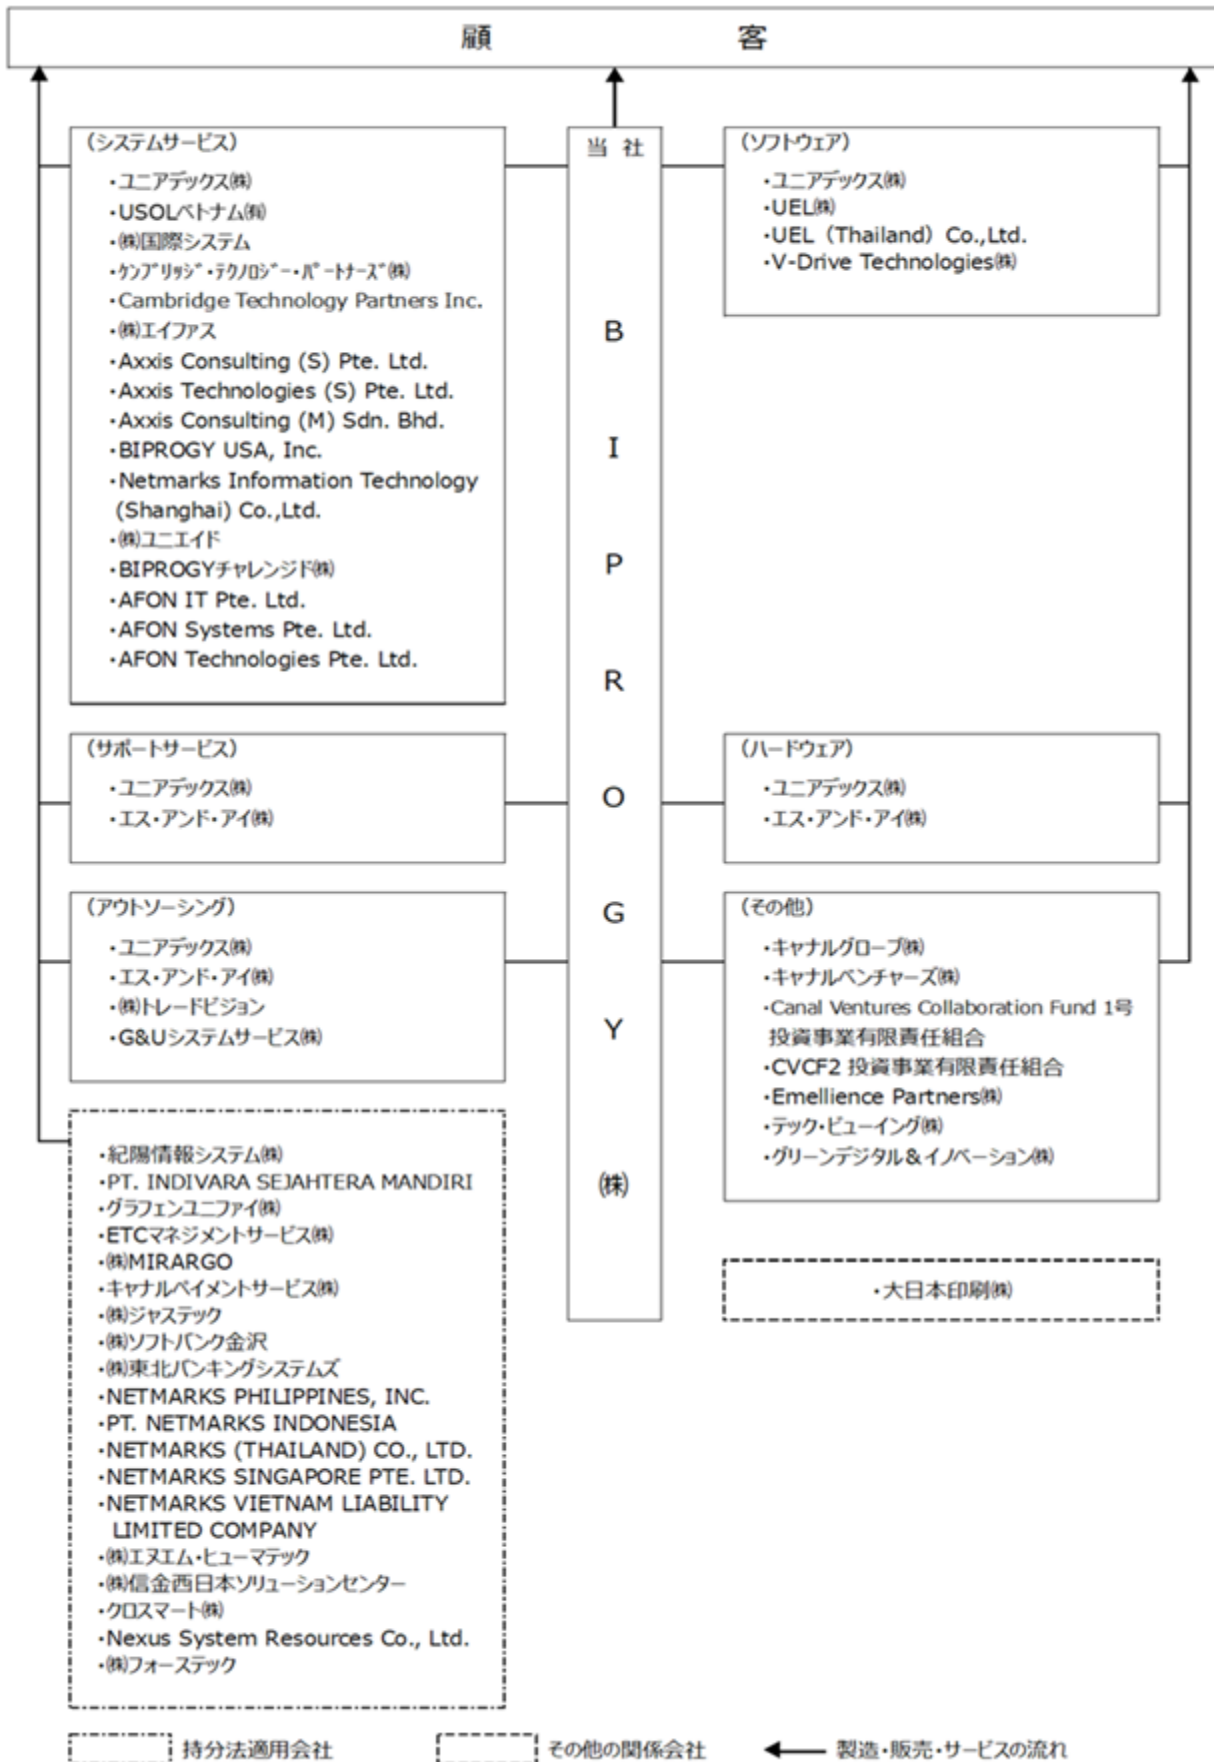 顧 客
(システムサービス)
・ユニアデックス㈱
・USOLベトナム㈲
・㈱国際システム
・ケンブリッジ・テクノロジー・パートナーズ㈱
・Cambridge Technology Partners Inc.
・㈱エイファス
・Axxis Consulting (S) Pte. Ltd.
・Axxis Technologies (S) Pte. Ltd.
・Axxis Consulting (M) Sdn. Bhd.
・BIPROGY USA, Inc.
・Netmarks Information Technology
(Shanghai) Co.,Ltd.
・㈱ユニエイド
・BIPROGYチャレンジド㈱
・AFON IT Pte. Ltd.
・AFON Systems Pte. Ltd.
・AFON Technologies Pte. Ltd.
(サポートサービス)
・ユニアデックス㈱
・エス・アンド・アイ㈱
(アウトソーシング)
・ユニアデックス㈱
・エス・アンド・アイ㈱
・㈱トレードビジョン
・G&Uシステムサービス㈱
・紀陽情報システム㈱
・PT. INDIVARA SEJAHTERA MANDIRI
・グラフェンユニファイ㈱
・ETCマネジメントサービス㈱
・㈱MIRARGO
・キャナルペイメントサービス㈱
・㈱ジャステック
・㈱ソフトバンク金沢
・㈱東北バンキングシステムズ
・NETMARKS PHILIPPINES, INC.
・PT. NETMARKS INDONESIA
・NETMARKS (THAILAND) CO., LTD.
・NETMARKS SINGAPORE PTE. LTD.
・NETMARKS VIETNAM LIABILITY
LIMITED COMPANY
・㈱エヌエム・ヒューマテック
・㈱信金西日本ソリューションセンター
・クロスマート㈱
・Nexus System Resources Co., Ltd.
・㈱フォーステック
当 社
B
I
P
R
O
G
Y
㈱
(ソフトウェア)
・ユニアデックス㈱
・UEL㈱
・UEL (Thailand) Co.,Ltd.
・V-Drive Technologies㈱
(ハードウェア)
・ユニアデックス㈱
・エス・アンド・アイ㈱
(その他)
・キャナルグローブ㈱
・キャナルベンチャーズ㈱
・Canal Ventures Collaboration Fund 1号
投資事業有限責任組合
・CVCF2 投資事業有限責任組合
・Emellience Partners㈱
・テック・ビューイング㈱
・グリーンデジタル＆イノベーション㈱
・大日本印刷㈱
持分法適用会社
その他の関係会社
製造・販売・サービスの流れ